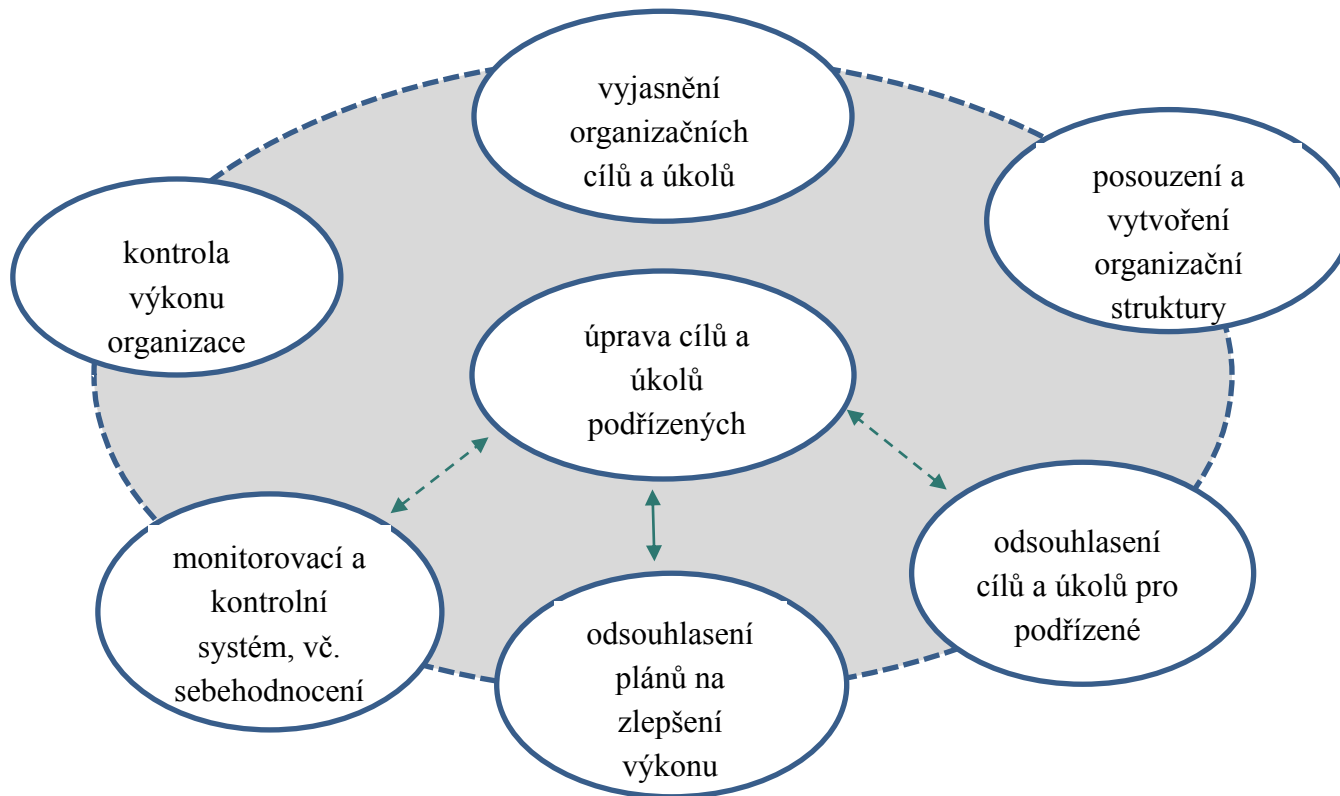 vyjasnění
organizačních
cílů a úkolů
posouzení a
vytvoření
organizační
struktury
kontrola
výkonu
organizace
úprava cílů a
úkolů
podřízených
odsouhlasení
cílů a úkolů pro
podřízené
monitorovací a
kontrolní
systém, vč.
sebehodnocení
odsouhlasení
plánů na
zlepšení
výkonu